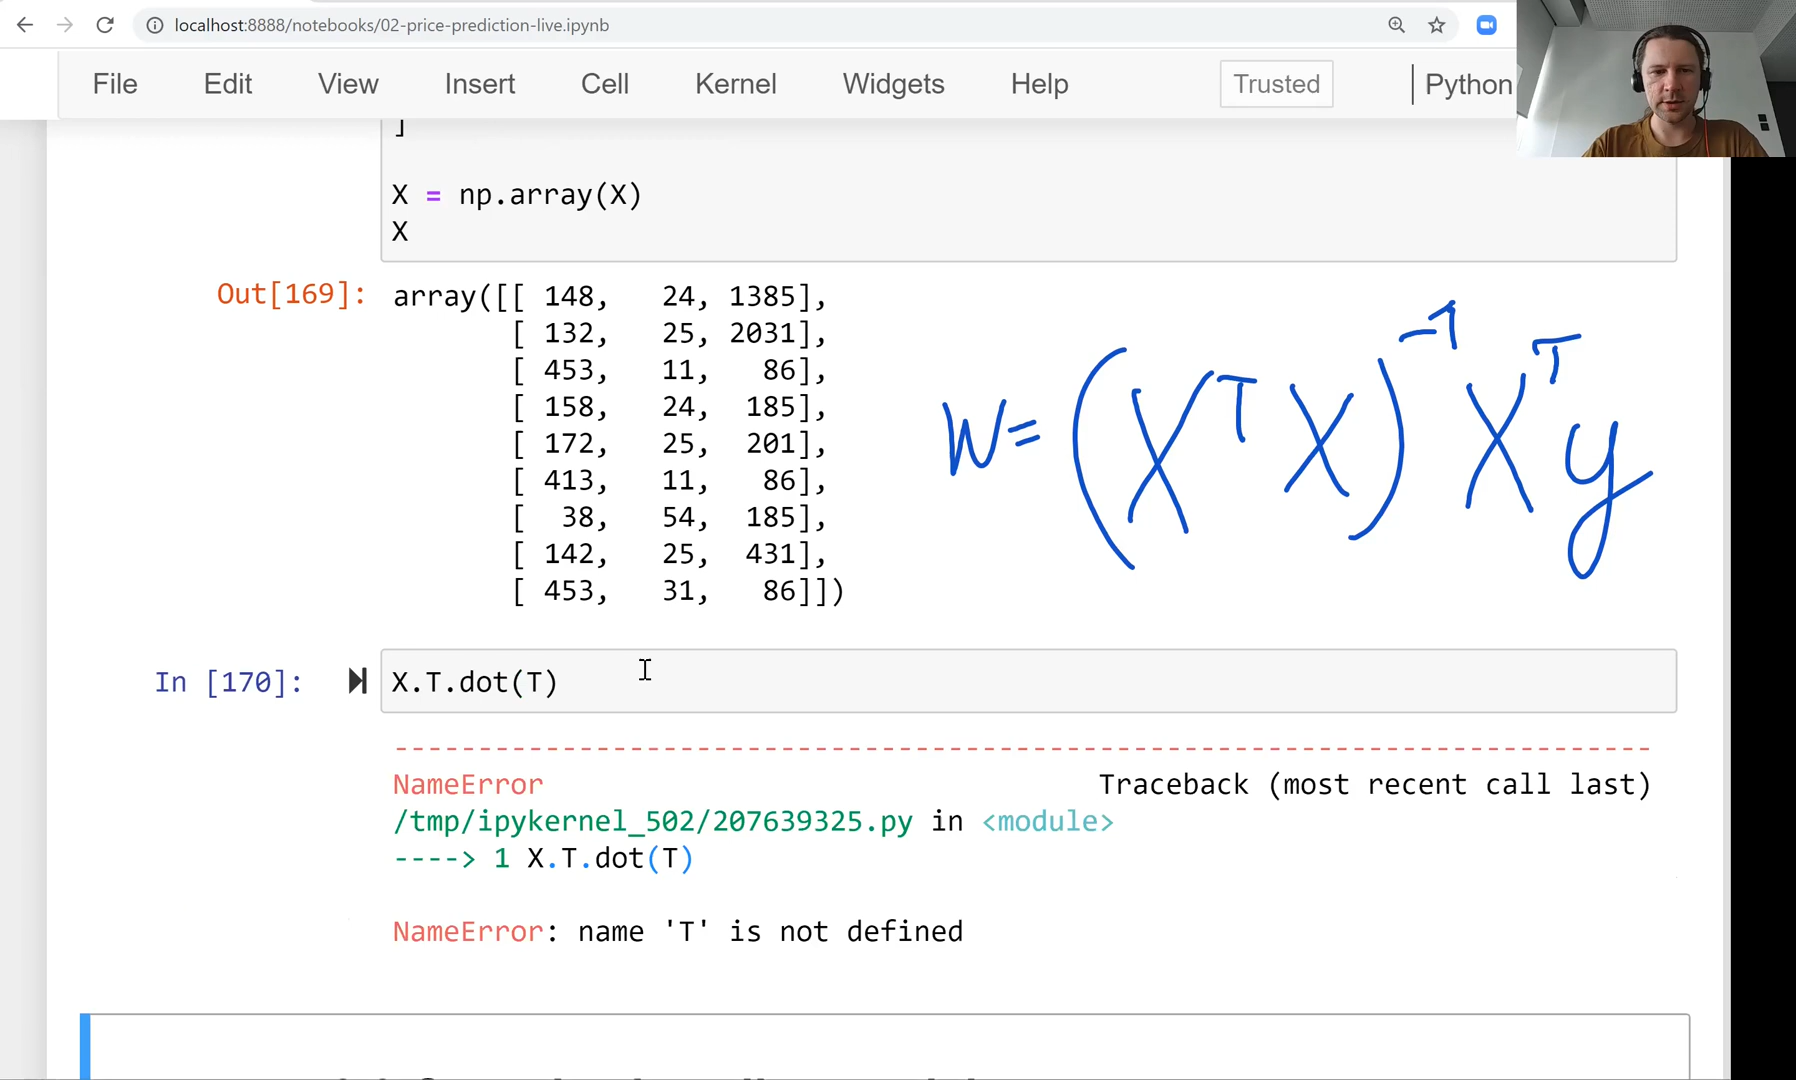 localhost:8888/notebooks/02-price-prediction-live.ipynb
File Edit View Insert Cell Kernel Widgets Help Trusted Python
]
X = np.array(X)
X
Out[169]: array([[ 148, 24, 1385],
[ 132, 25, 2031],
[ 453, 11, 86],
[ 158, 24, 185],
[ 172, 25, 201],
[ 413, 11, 86],
[ 38, 54, 185],
[ 142, 25, 431],
[ 453, 31, 86]])
W=(X^T X)^-1 X^T y
In [170]: X.T.dot(T)
---------------------------------------------------------------------------
NameError Traceback (most recent call last)
/tmp/ipykernel_502/207639325.py in <module>
----> 1 X.T.dot(T)
NameError: name 'T' is not defined